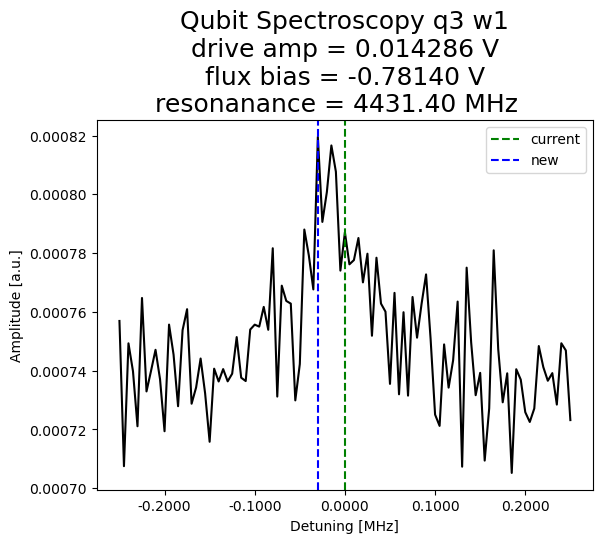 Qubit Spectroscopy q3 w1
drive amp = 0.014286 V
flux bias = -0.78140 V
resonanance = 4431.40 MHz
current
new
0.00082
0.00080
0.00078
0.00076
0.00074
0.00072
0.00070
Amplitude [a.u.]
-0.2000 -0.1000 0.0000 0.1000 0.2000
Detuning [MHz]